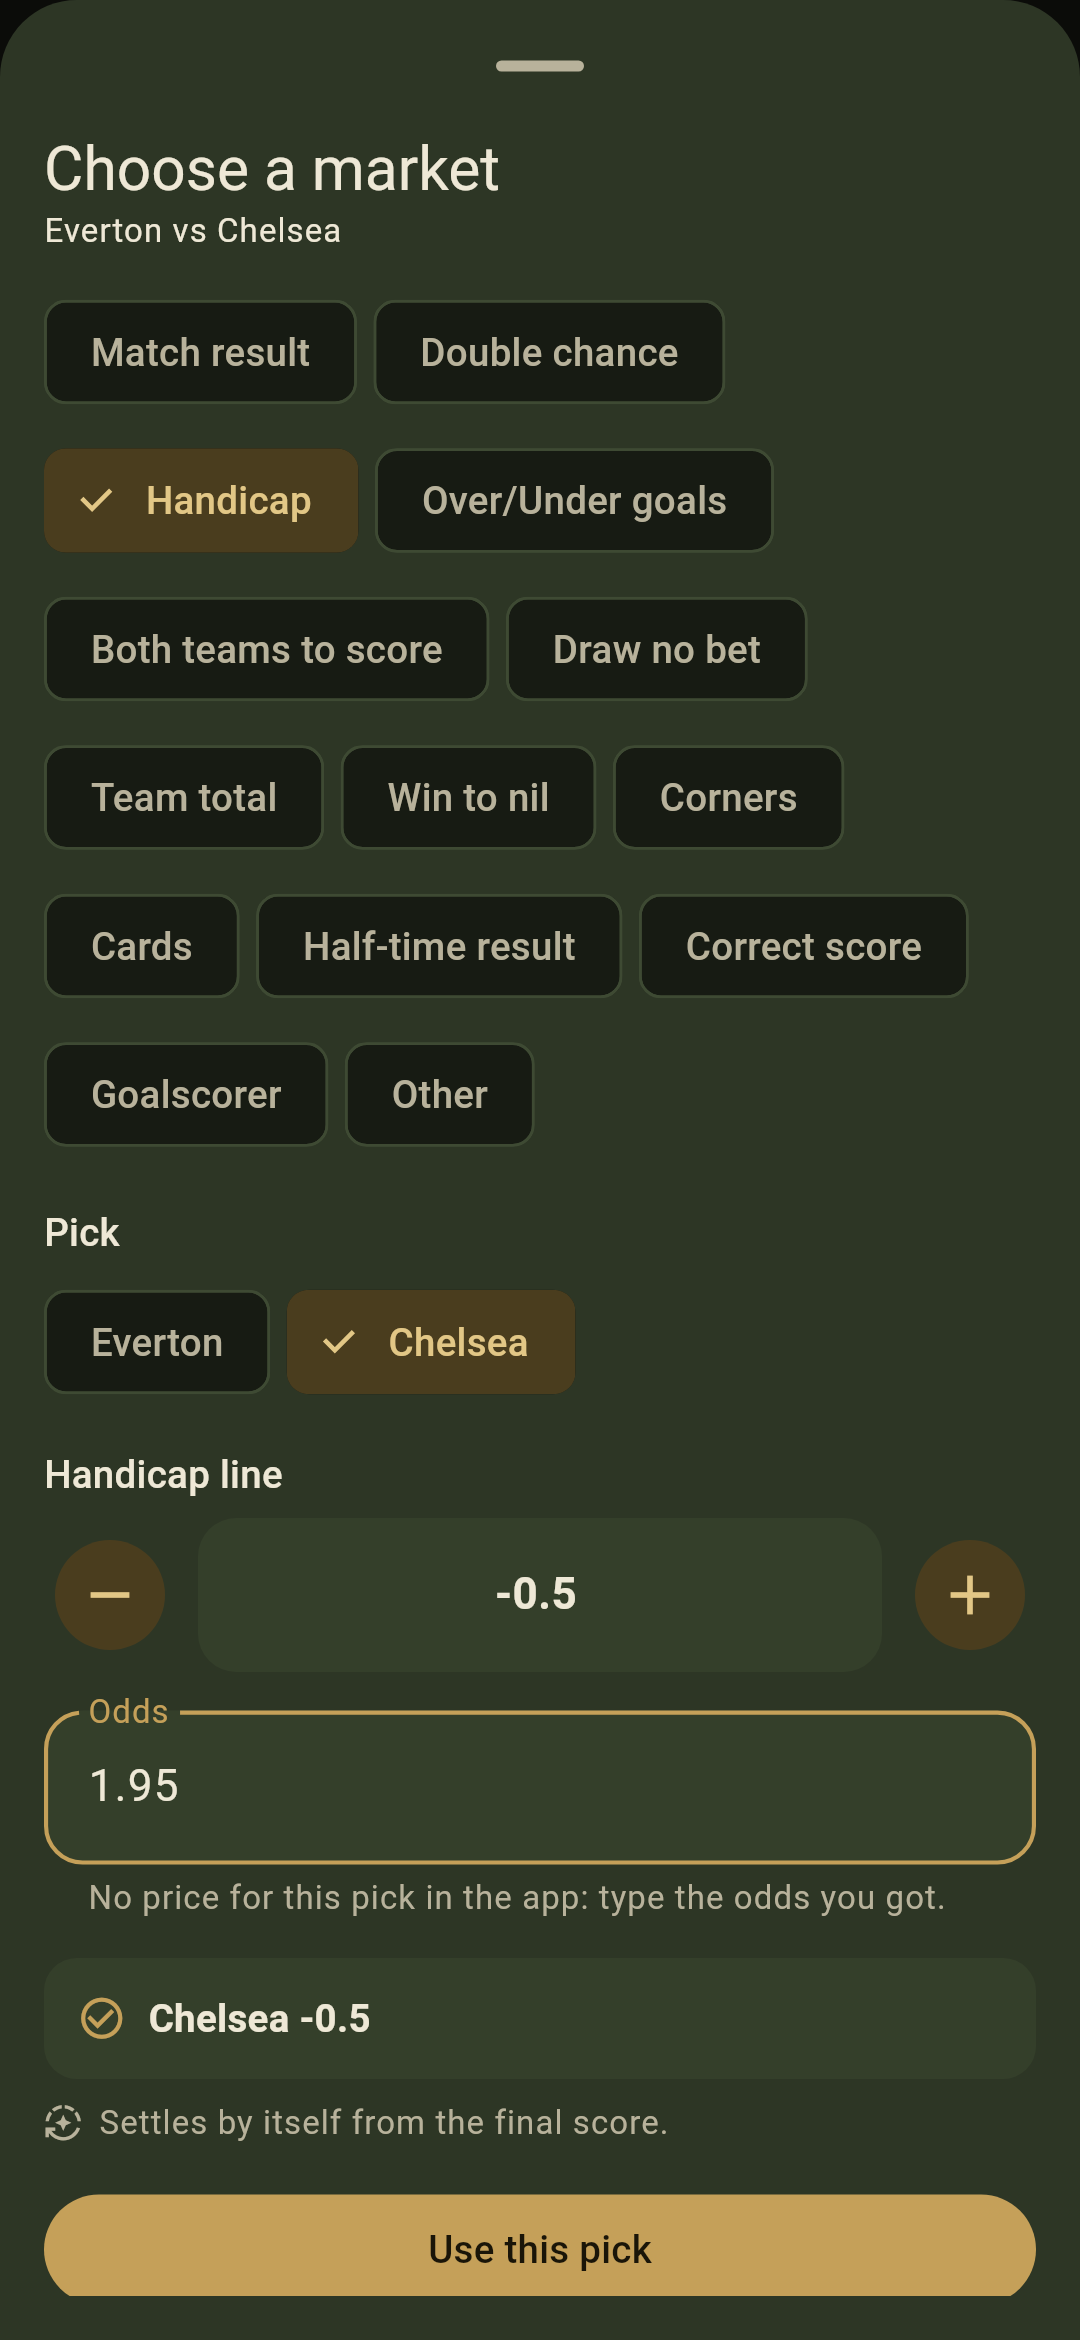 Choose a market
Everton vs Chelsea
Match result
Double chance
Handicap
Over/Under goals
Both teams to score
Draw no bet
Team total
Win to nil
Corners
Cards
Half-time result
Correct score
Goalscorer
Other
Pick
Everton
Chelsea
Handicap line
-0.5
Odds
1.95
No price for this pick in the app: type the odds you got.
Chelsea -0.5
Settles by itself from the final score.
Use this pick